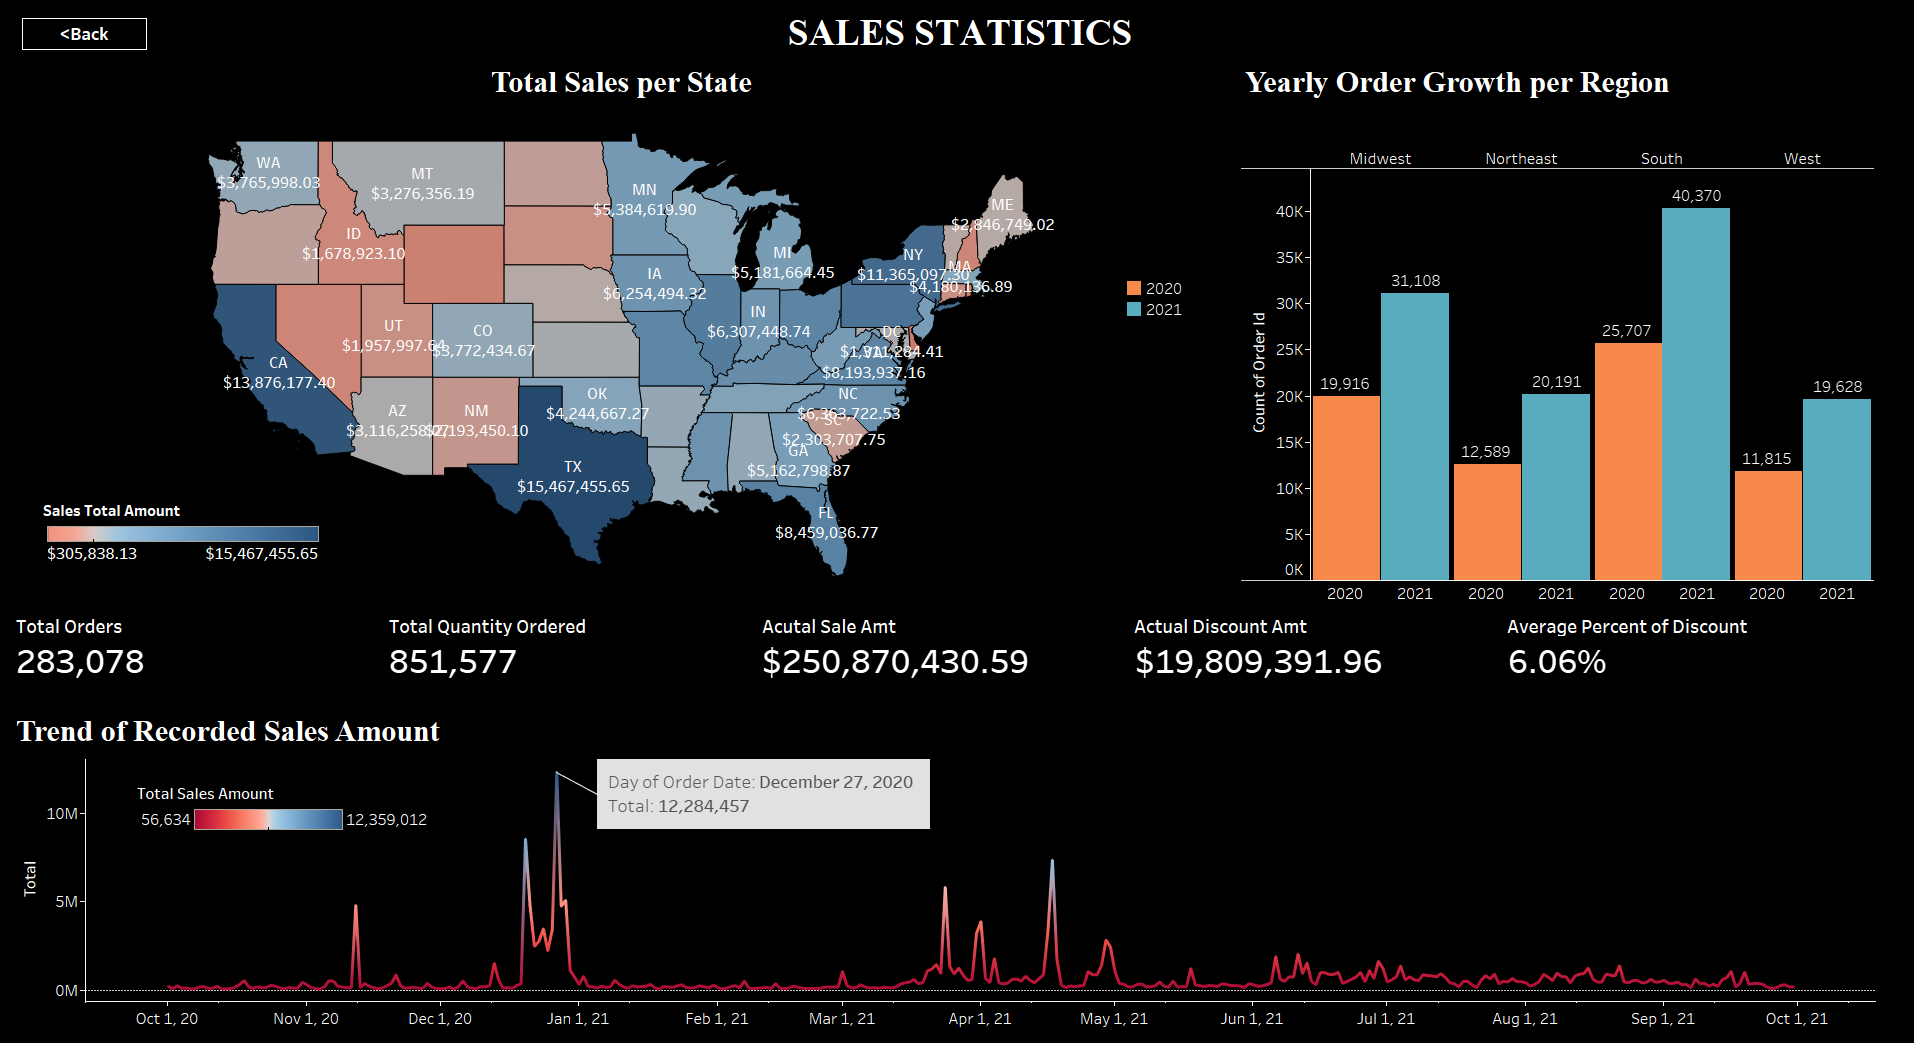 <Back
SALES STATISTICS
Total Sales per State
Yearly Order Growth per Region
WA
$3,765,998.03
MT
$3,276,356.19
MN
$5,384,619.90
ME
$2,846,749.02
ID
$1,678,923.10
MI
$5,181,664.45
NY
$11,365,097.30
MA
$4,180,136.89
IA
$6,254,494.32
IN
$6,307,448.74
UT
$1,957,997.64
CO
$3,772,434.67
DC
$1,311,284.41
VA
$8,193,937.16
CA
$13,876,177.40
AZ
$3,116,258.07
NM
$2,193,450.10
OK
$4,244,667.27
NC
$6,363,722.53
SC
$2,303,707.75
GA
$5,162,798.87
TX
$15,467,455.65
FL
$8,459,036.77
Sales Total Amount
$305,838.13 $15,467,455.65
2020
2021
Midwest Northeast South West
Count of Order Id
40K
35K
30K
25K
20K
15K
10K
5K
0K
19,916
31,108
12,589
20,191
25,707
40,370
11,815
19,628
2020 2021 2020 2021 2020 2021 2020 2021
Total Orders
283,078
Total Quantity Ordered
851,577
Acutal Sale Amt
$250,870,430.59
Actual Discount Amt
$19,809,391.96
Average Percent of Discount
6.06%
Trend of Recorded Sales Amount
Total Sales Amount
56,634 12,359,012
Day of Order Date: December 27, 2020
Total: 12,284,457
Total
10M
5M
0M
Oct 1, 20 Nov 1, 20 Dec 1, 20 Jan 1, 21 Feb 1, 21 Mar 1, 21 Apr 1, 21 May 1, 21 Jun 1, 21 Jul 1, 21 Aug 1, 21 Sep 1, 21 Oct 1, 21